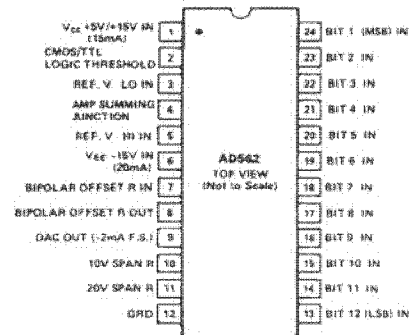 VCC +5V/+15V IN
(15mA)
1
CMOS/TTL
LOGIC THRESHOLD
2
REF. V. LO IN
3
AMP SUMMING
JUNCTION
4
REF. V. HI IN
5
VEE -15V IN
(20mA)
6
BIPOLAR OFFSET R IN
7
BIPOLAR OFFSET R OUT
8
DAC OUT (-2mA F.S.)
9
10V SPAN R
10
20V SPAN R
11
GRD
12
AD562
TOP VIEW
(Not to Scale)
24 BIT 1 (MSB) IN
23 BIT 2 IN
22 BIT 3 IN
21 BIT 4 IN
20 BIT 5 IN
19 BIT 6 IN
18 BIT 7 IN
17 BIT 8 IN
16 BIT 9 IN
15 BIT 10 IN
14 BIT 11 IN
13 BIT 12 (LSB) IN